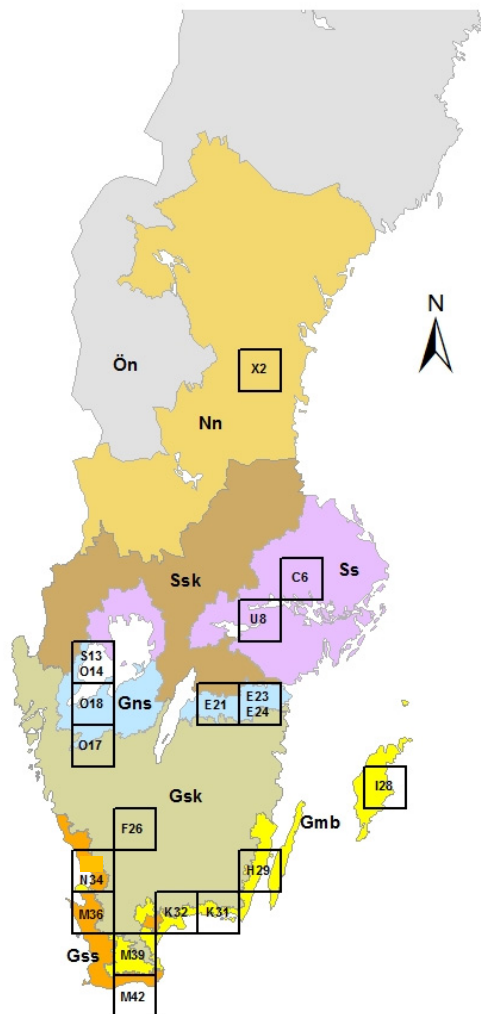 N
Ön
X2
Nn
Ssk
C6
Ss
U8
S13
O14
O18
Gns
E21
E23
E24
O17
Gsk
I28
F26
Gmb
N34
H29
M36
K32
K31
Gss
M39
M42